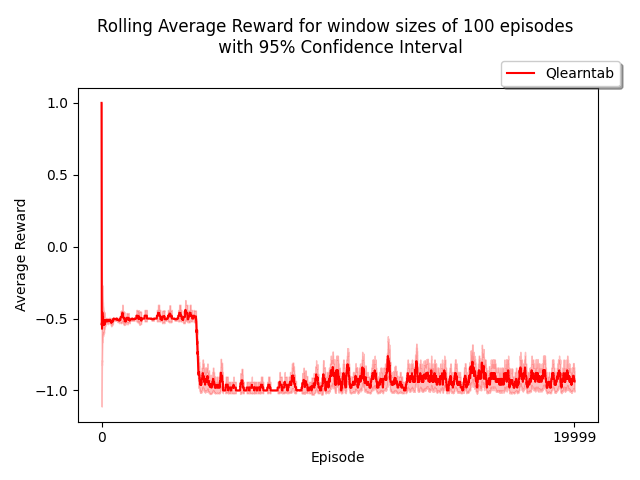 Rolling Average Reward for window sizes of 100 episodes
with 95% Confidence Interval
Qlearntab
1.0
0.5
0.0
−0.5
−1.0
Average Reward
0
19999
Episode